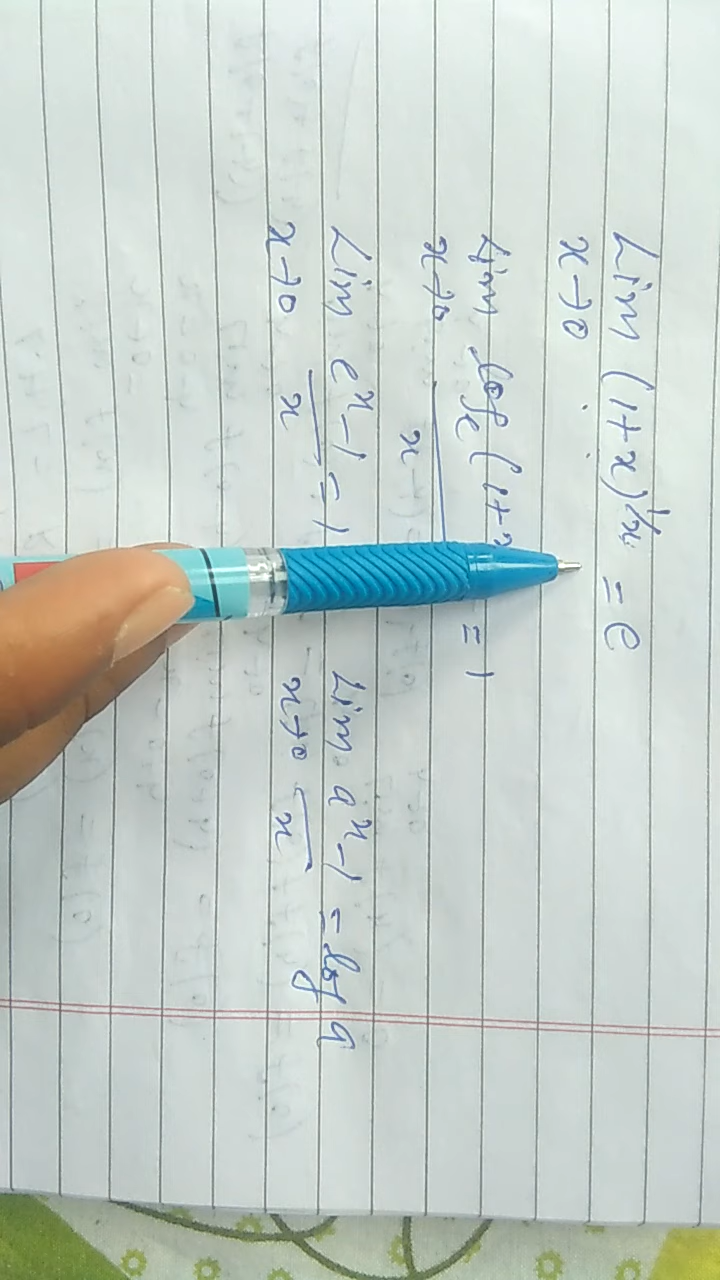 Lim (1+x)^1/x = e
x→0
Lim log_e(1+x = 1
x→0 x
Lim e^x-1 = 1 Lim a^x-1 = log a
x→0 x x→0 x